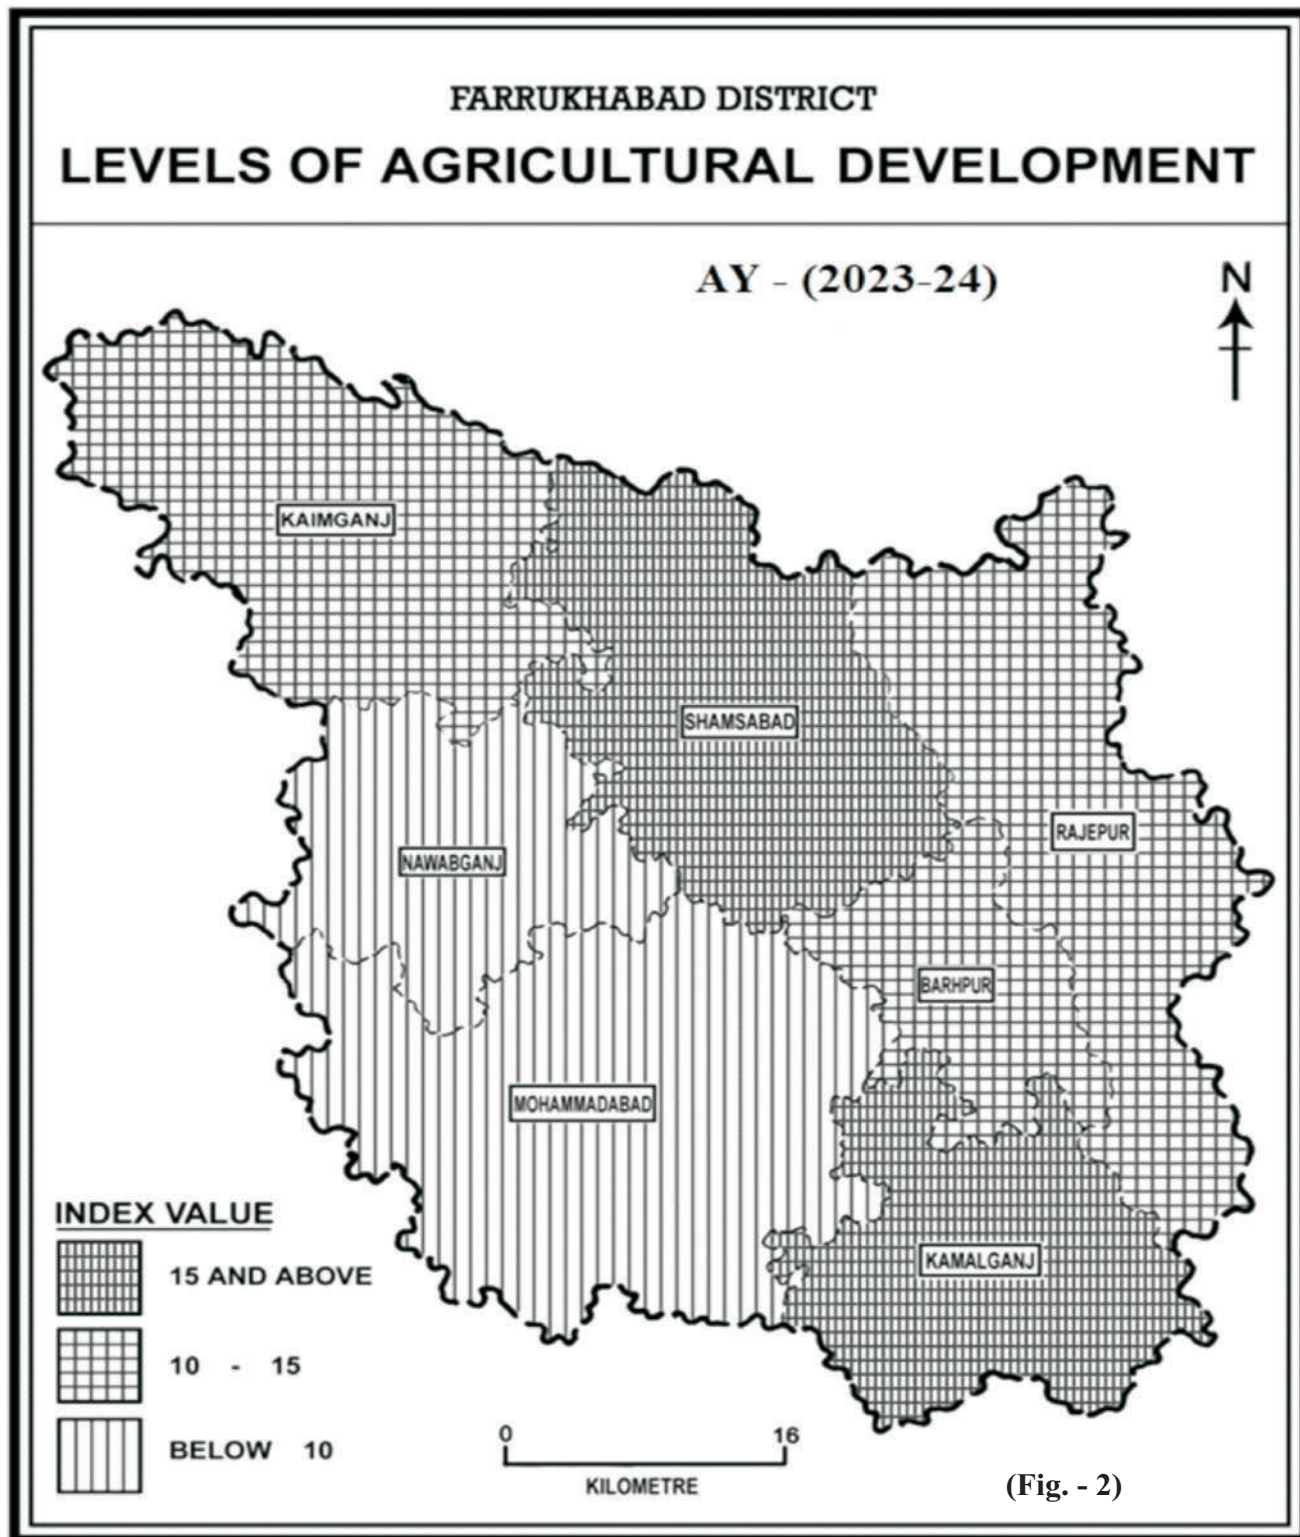 FARRUKHABAD DISTRICT
LEVELS OF AGRICULTURAL DEVELOPMENT
AY - (2023-24)
N
KAIMGANJ
SHAMSABAD
RAJEPUR
NAWABGANJ
BARHPUR
MOHAMMADABAD
KAMALGANJ
INDEX VALUE
15 AND ABOVE
10 - 15
BELOW 10
0 16
KILOMETRE
(Fig. - 2)